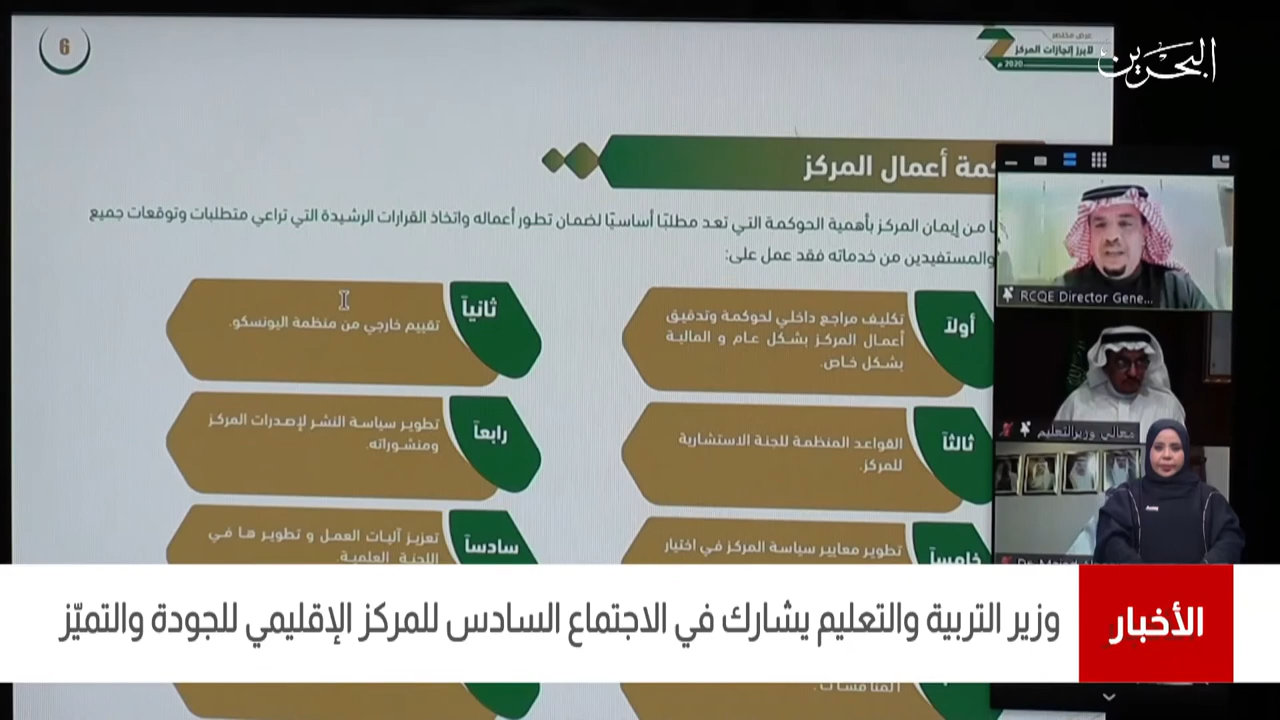 6
عرض مختصر
لأبرز إنجازات المركز
2020 م
البحرين
أعمال المركز
من إيمان المركز بأهمية الحوكمة التي تعد مطلبًا أساسيًا لضمان تطور أعماله واتخاذ القرارات الرشيدة التي تراعي متطلبات وتوقعات جميع
والمستفيدين من خدماته فقد عمل على:
أولاً
تكليف مراجع داخلي لحوكمة وتدقيق
أعمال المركز بشكل عام و المالية
بشكل خاص.
ثانياً
تقييم خارجي من منظمة اليونسكو.
ثالثاً
القواعد المنظمة للجنة الاستشارية
للمركز.
رابعاً
تطوير سياسة النشر لإصدرات المركز
ومنشوراته.
خامساً
تطوير معايير سياسة المركز في اختيار
سادساً
تعزيز آليات العمل و تطوير ها في
اللجنة العلمية.
RCQE Director Gene...
معالي وزيرالتعليم
الأخبار
وزير التربية والتعليم يشارك في الاجتماع السادس للمركز الإقليمي للجودة والتميّز